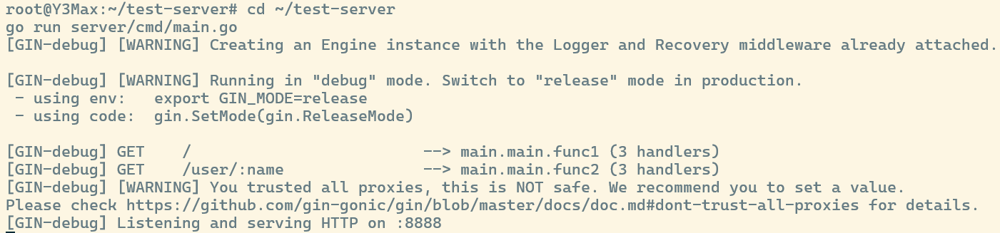 root@Y3Max:~/test-server# cd ~/test-server
go run server/cmd/main.go
[GIN-debug] [WARNING] Creating an Engine instance with the Logger and Recovery middleware already attached.
[GIN-debug] [WARNING] Running in "debug" mode. Switch to "release" mode in production.
 - using env:   export GIN_MODE=release
 - using code:  gin.SetMode(gin.ReleaseMode)
[GIN-debug] GET    /                         --> main.main.func1 (3 handlers)
[GIN-debug] GET    /user/:name               --> main.main.func2 (3 handlers)
[GIN-debug] [WARNING] You trusted all proxies, this is NOT safe. We recommend you to set a value.
Please check https://github.com/gin-gonic/gin/blob/master/docs/doc.md#dont-trust-all-proxies for details.
[GIN-debug] Listening and serving HTTP on :8888